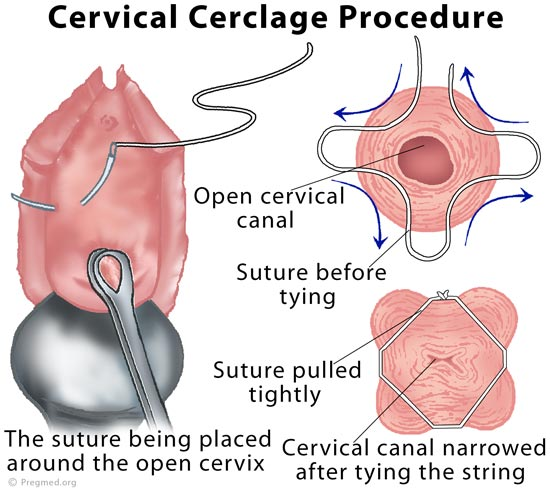 Cervical Cerclage Procedure
Open cervical
canal
Suture before
tying
Suture pulled
tightly
The suture being placed
around the open cervix
Cervical canal narrowed
after tying the string
© Pregmed.org